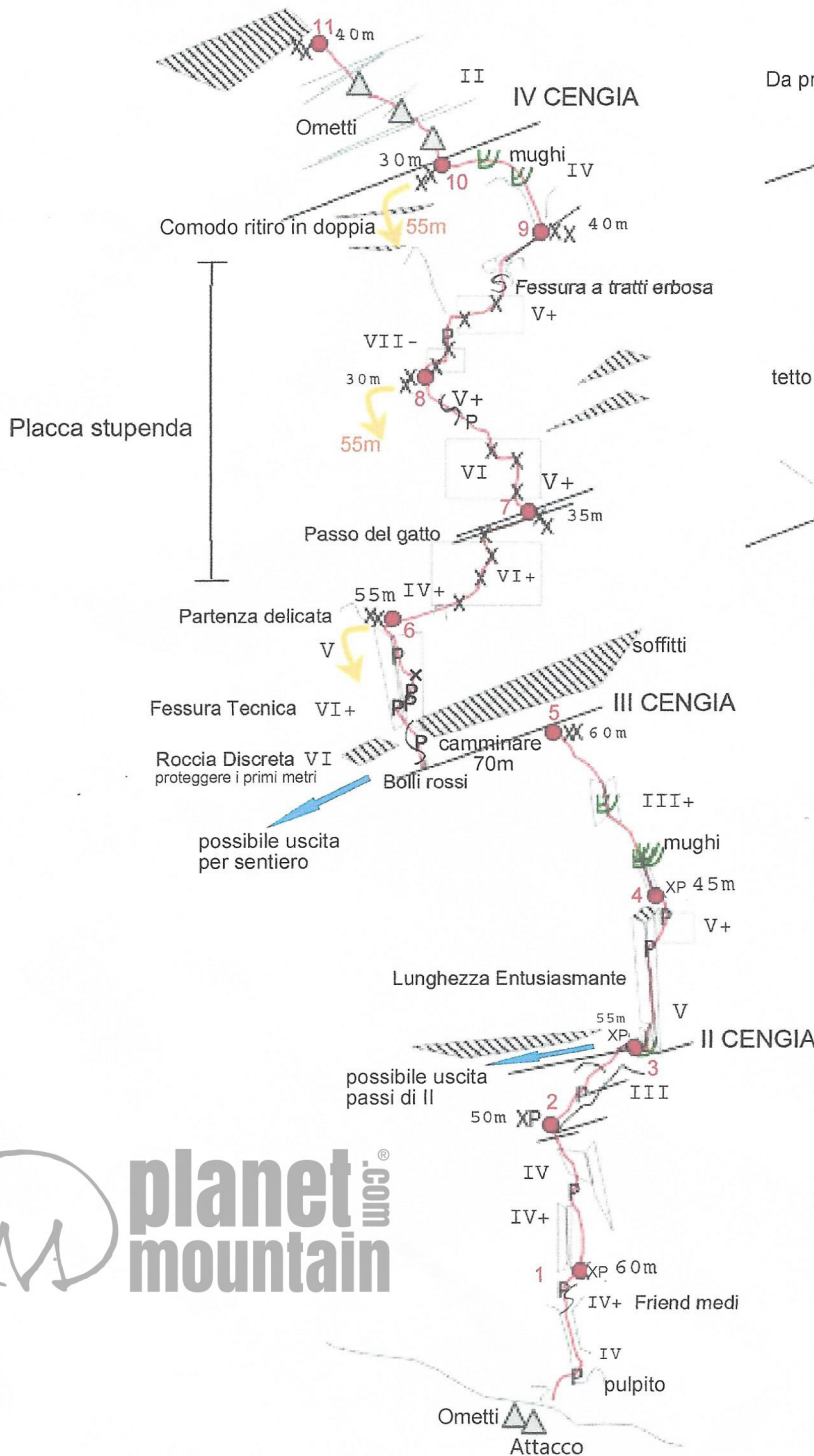 11
40m
II
IV CENGIA
Da pr
Ometti
30m
mughi
10
IV
Comodo ritiro in doppia
55m
9
40m
Fessura a tratti erbosa
V+
P
VII-
30m
8
V+
P
tetto
55m
Placca stupenda
VI
V+
7
35m
Passo del gatto
VI+
55m
IV+
Partenza delicata
6
V
P
soffitti
Fessura Tecnica VI+
P
P
P
III CENGIA
5
60m
Roccia Discreta VI
proteggere i primi metri
P
camminare
70m
Bolli rossi
III+
possibile uscita
per sentiero
mughi
4
XP 45m
P
V+
P
Lunghezza Entusiasmante
V
55m
XP
II CENGIA
3
possibile uscita
passi di II
P
III
2
50m XP
IV
P
IV+
planet
mountain
.com
®
1
XP 60m
P
IV+ Friend medi
IV
P
pulpito
Ometti
Attacco